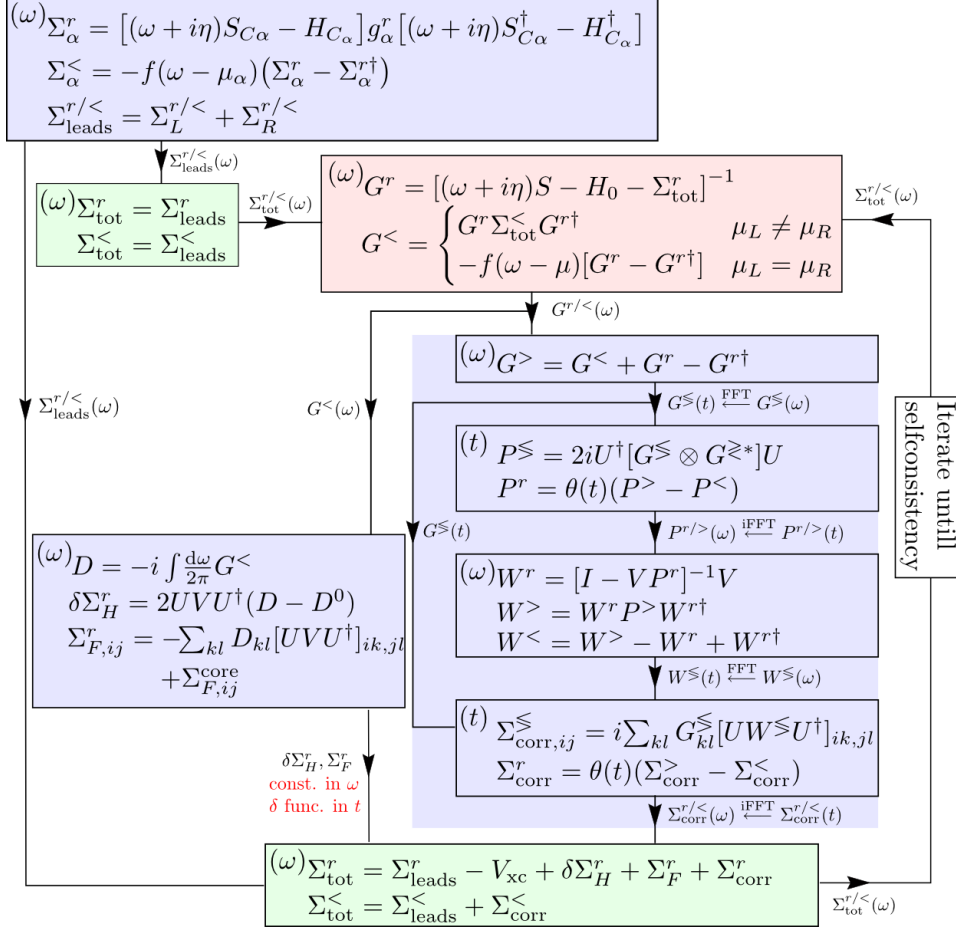 (ω) Σ^r_α = [(ω + iη)S_{Cα} − H_{C_α}] g^r_α [(ω + iη)S^†_{Cα} − H^†_{C_α}]
Σ^<_α = −f(ω − μ_α)(Σ^r_α − Σ^{r†}_α)
Σ^{r/<}_{leads} = Σ^{r/<}_L + Σ^{r/<}_R
Σ^{r/<}_{leads}(ω)
(ω) Σ^r_{tot} = Σ^r_{leads}
Σ^<_{tot} = Σ^<_{leads}
Σ^{r/<}_{tot}(ω)
(ω) G^r = [(ω + iη)S − H_0 − Σ^r_{tot}]^{−1}
G^< = { G^r Σ^<_{tot} G^{r†} μ_L ≠ μ_R
−f(ω − μ)[G^r − G^{r†}] μ_L = μ_R
Σ^{r/<}_{tot}(ω)
G^{r/<}(ω)
(ω) G^> = G^< + G^r − G^{r†}
G^≶(t) ←FFT G^≶(ω)
Σ^{r/<}_{leads}(ω)
G^<(ω)
(t) P^≶ = 2iU^†[G^≶ ⊗ G^{≷*}]U
P^r = θ(t)(P^> − P^<)
G^≶(t)
P^{r/>}(ω) ←iFFT P^{r/>}(t)
Iterate untill
selfconsistency
(ω) D = −i ∫ dω/2π G^<
δΣ^r_H = 2UVU^†(D − D^0)
Σ^r_{F,ij} = −∑_{kl} D_{kl}[UVU^†]_{ik,jl}
+Σ^{core}_{F,ij}
(ω) W^r = [I − VP^r]^{−1}V
W^> = W^r P^> W^{r†}
W^< = W^> − W^r + W^{r†}
W^≶(t) ←FFT W^≶(ω)
(t) Σ^≶_{corr,ij} = i∑_{kl} G^≶_{kl}[UW^≶U^†]_{ik,jl}
Σ^r_{corr} = θ(t)(Σ^>_{corr} − Σ^<_{corr})
δΣ^r_H, Σ^r_F
const. in ω
δ func. in t
Σ^{r/<}_{corr}(ω) ←iFFT Σ^{r/<}_{corr}(t)
(ω) Σ^r_{tot} = Σ^r_{leads} − V_{xc} + δΣ^r_H + Σ^r_F + Σ^r_{corr}
Σ^<_{tot} = Σ^<_{leads} + Σ^<_{corr}
Σ^{r/<}_{tot}(ω)